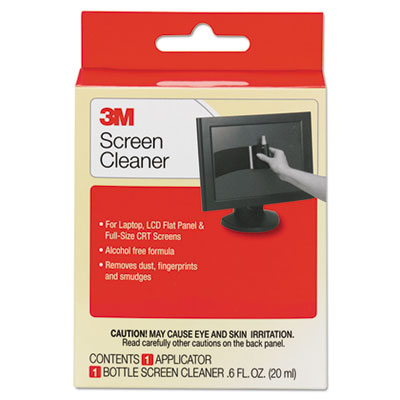 3M
Screen
Cleaner
• For Laptop, LCD Flat Panel &
Full-Size CRT Screens
• Alcohol free formula
• Removes dust, fingerprints
and smudges
CAUTION! MAY CAUSE EYE AND SKIN IRRITATION.
Read carefully other cautions on the back panel.
CONTENTS 1 APPLICATOR
1 BOTTLE SCREEN CLEANER .6 FL. OZ. (20 ml)